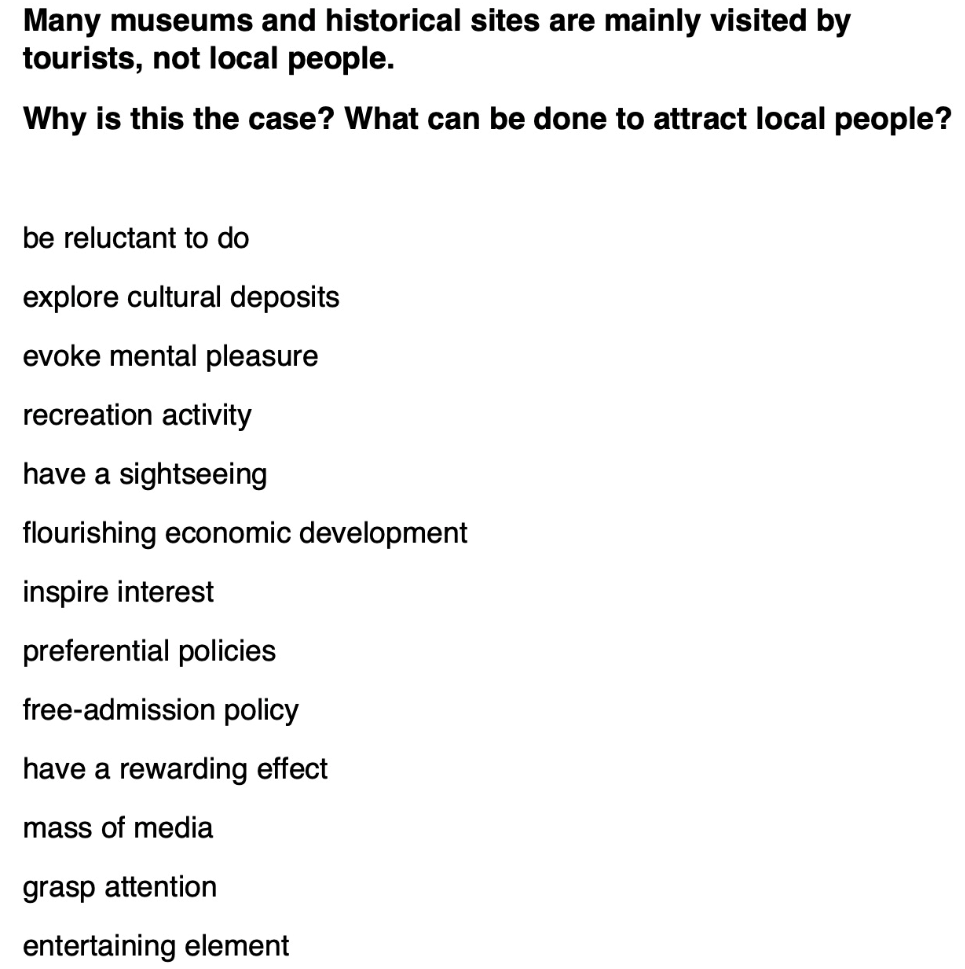 Many museums and historical sites are mainly visited by
tourists, not local people.
Why is this the case? What can be done to attract local people?
be reluctant to do
explore cultural deposits
evoke mental pleasure
recreation activity
have a sightseeing
flourishing economic development
inspire interest
preferential policies
free-admission policy
have a rewarding effect
mass of media
grasp attention
entertaining element